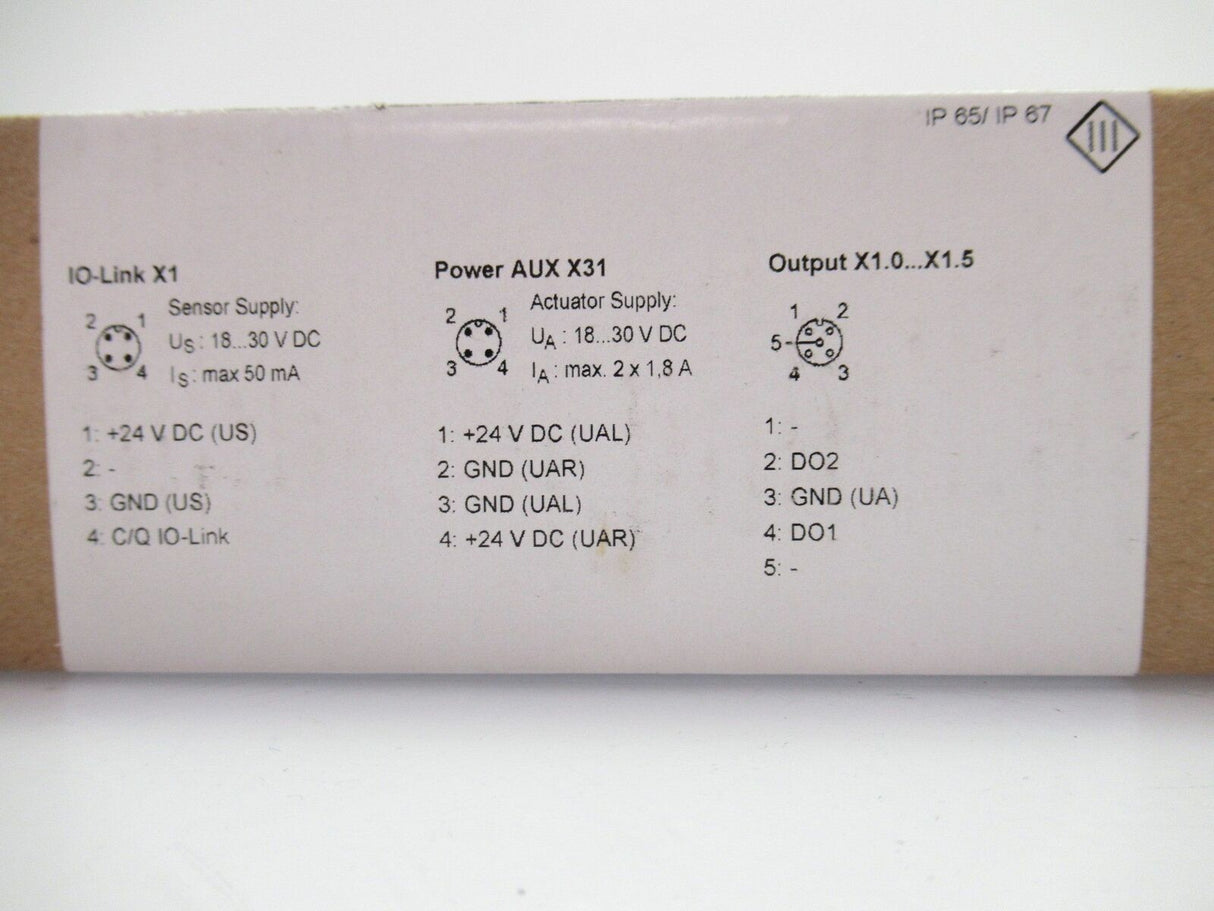 IP 65/ IP 67
III
IO-Link X1
2 1
3 4
Sensor Supply:
US : 18...30 V DC
IS : max 50 mA
1: +24 V DC (US)
2: -
3: GND (US)
4: C/Q IO-Link
Power AUX X31
2 1
3 4
Actuator Supply:
UA : 18...30 V DC
IA : max. 2 x 1,8 A
1: +24 V DC (UAL)
2: GND (UAR)
3: GND (UAL)
4: +24 V DC (UAR)
Output X1.0...X1.5
1 2
5-
4 3
1: -
2: DO2
3: GND (UA)
4: DO1
5: -